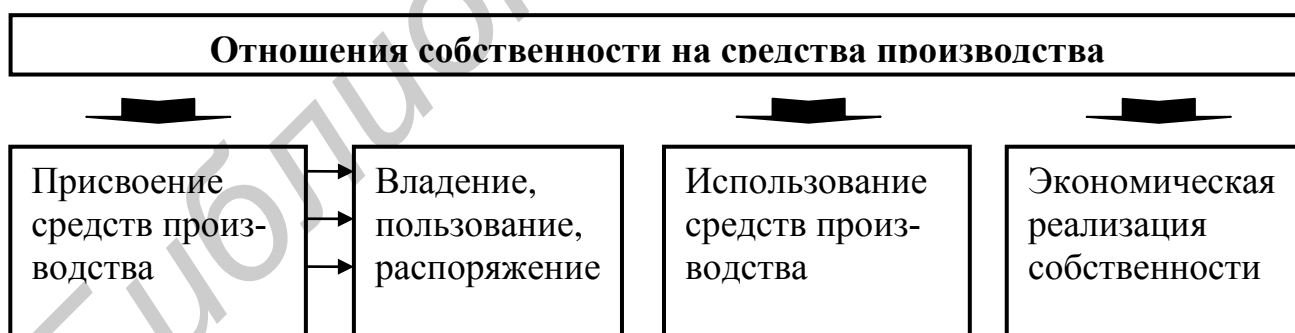 Отношения собственности на средства производства
Присвоение
средств произ-
водства
Владение,
пользование,
распоряжение
Использование
средств произ-
водства
Экономическая
реализация
собственности